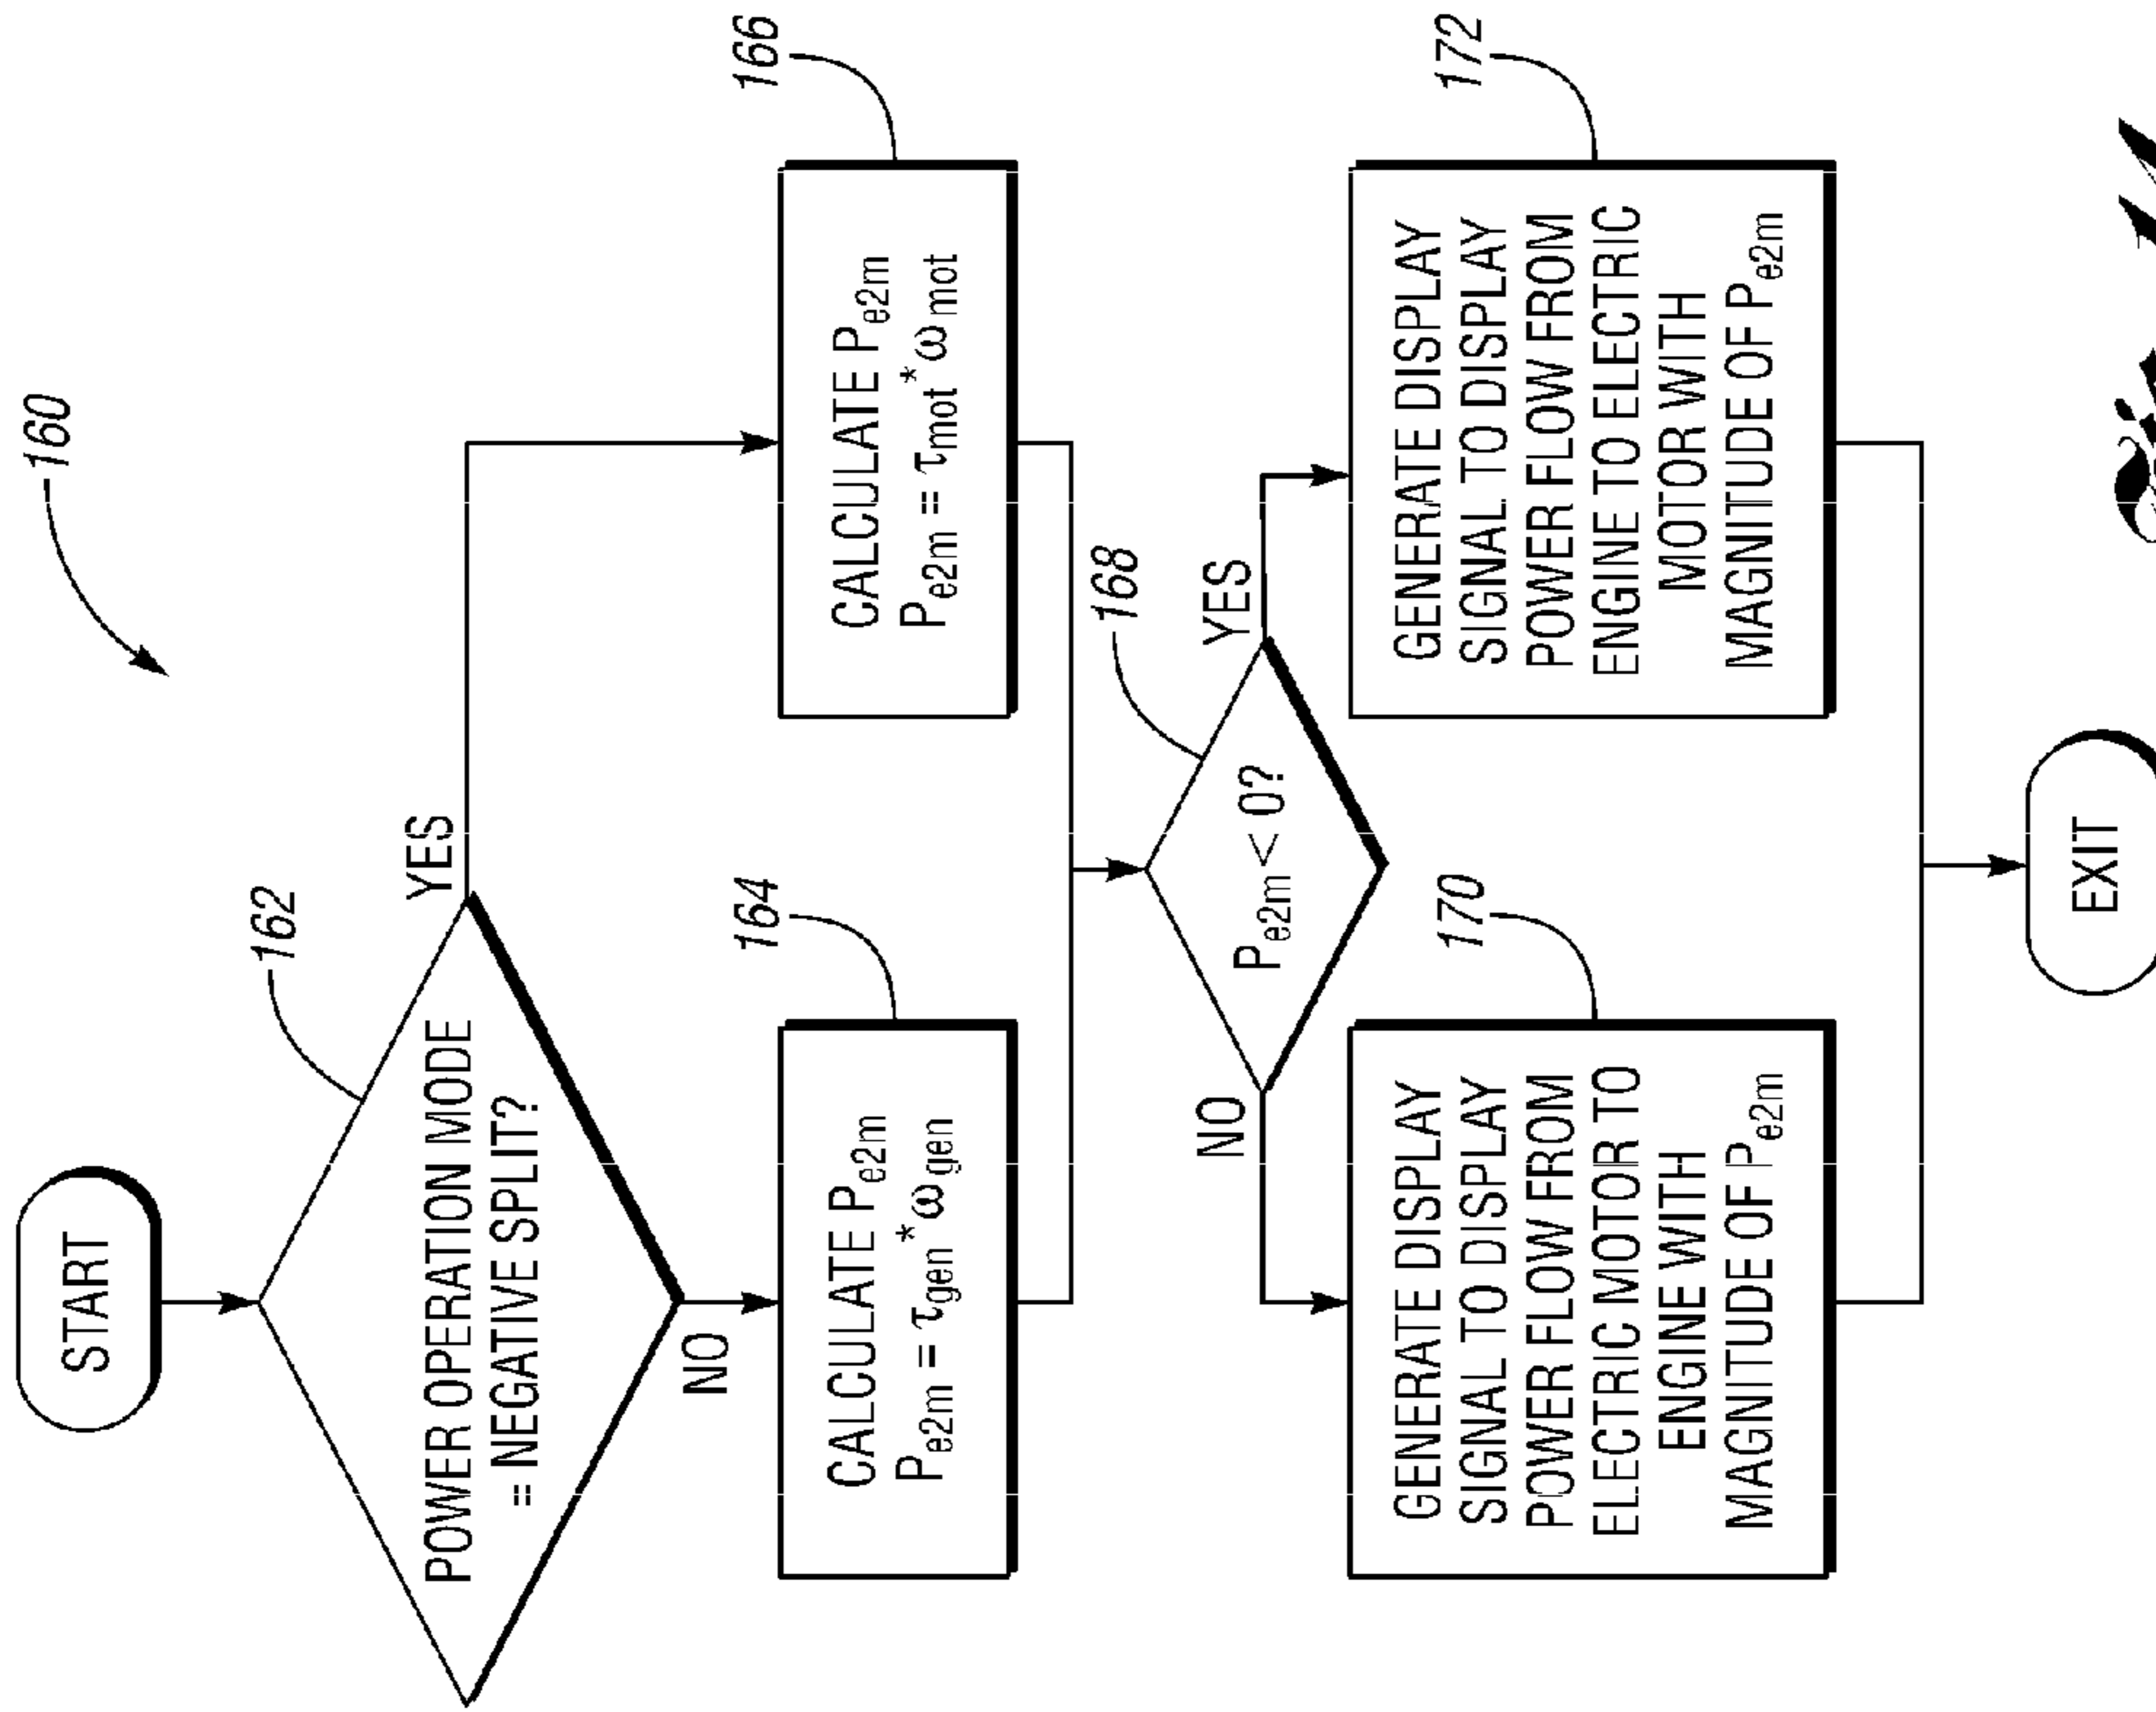 160
START
162
POWER OPERATION MODE
= NEGATIVE SPLIT?
YES
NO
164
CALCULATE Pe2m
Pe2m = τgen*ωgen
166
CALCULATE Pe2m
Pe2m = τmot*ωmot
168
Pe2m < 0?
NO
YES
170
GENERATE DISPLAY
SIGNAL TO DISPLAY
POWER FLOW FROM
ELECTRIC MOTOR TO
ENGINE WITH
MAGNITUDE OF Pe2m
172
GENERATE DISPLAY
SIGNAL TO DISPLAY
POWER FLOW FROM
ENGINE TO ELECTRIC
MOTOR WITH
MAGNITUDE OF Pe2m
EXIT